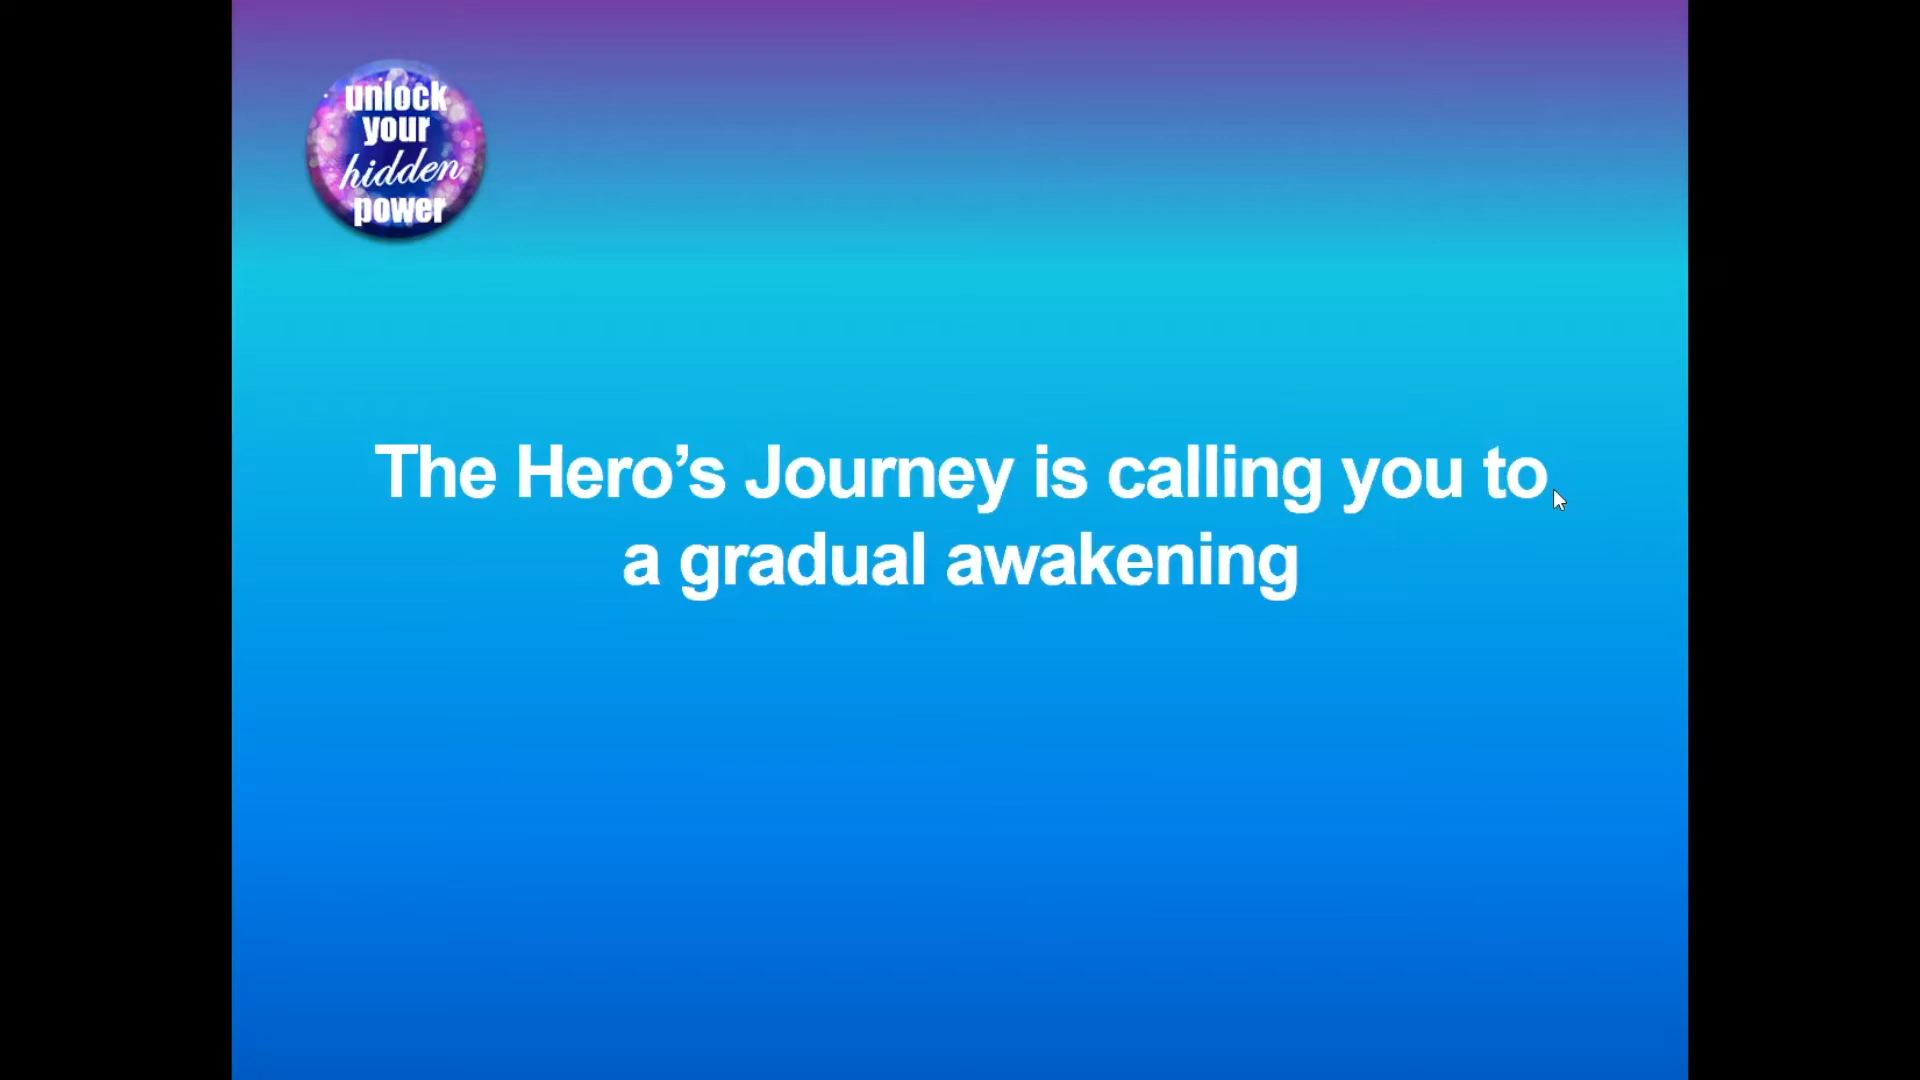 unlock
your
hidden
power
The Hero’s Journey is calling you to
a gradual awakening